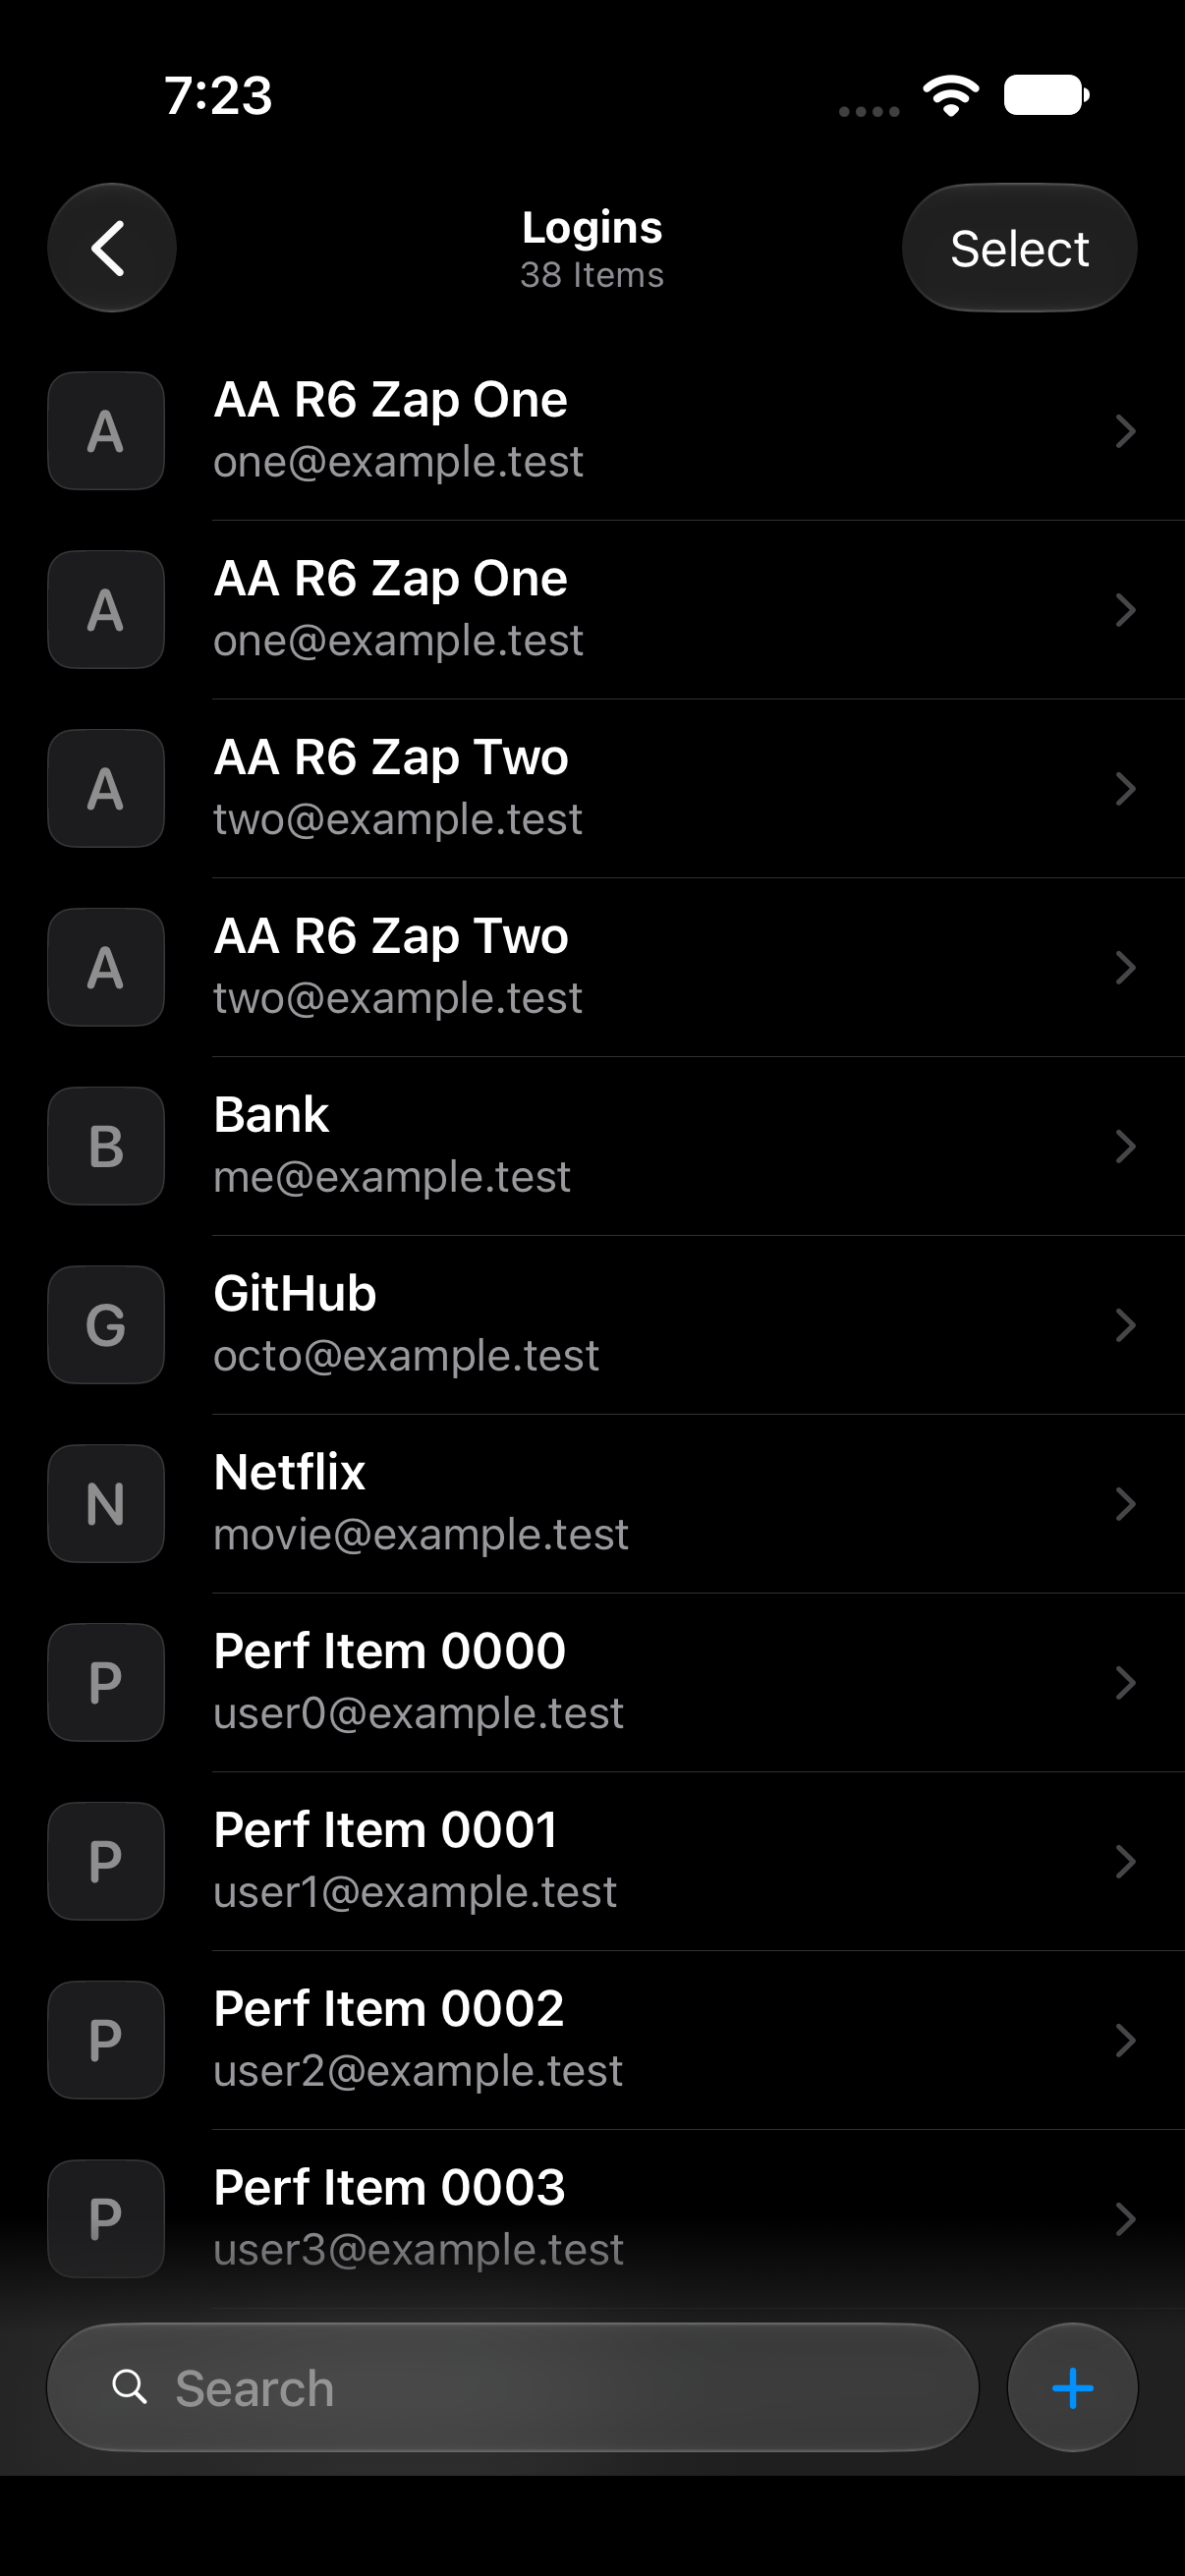 7:23
Logins
38 Items
Select
A
AA R6 Zap One
one@example.test
A
AA R6 Zap One
one@example.test
A
AA R6 Zap Two
two@example.test
A
AA R6 Zap Two
two@example.test
B
Bank
me@example.test
G
GitHub
octo@example.test
N
Netflix
movie@example.test
P
Perf Item 0000
user0@example.test
P
Perf Item 0001
user1@example.test
P
Perf Item 0002
user2@example.test
P
Perf Item 0003
user3@example.test
Search